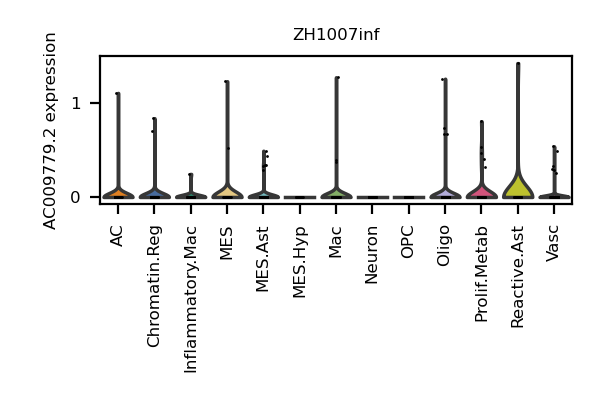 ZH1007inf
AC009779.2 expression
1
0
AC
Chromatin.Reg
Inflammatory.Mac
MES
MES.Ast
MES.Hyp
Mac
Neuron
OPC
Oligo
Prolif.Metab
Reactive.Ast
Vasc